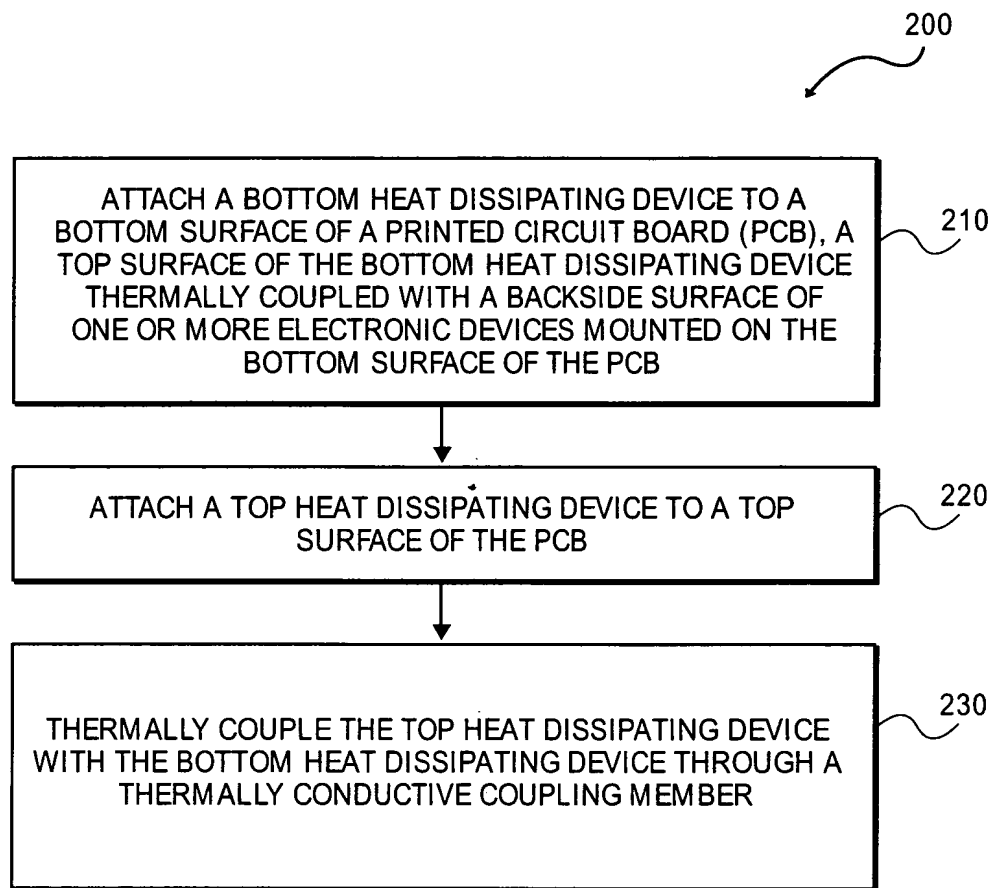 200
ATTACH A BOTTOM HEAT DISSIPATING DEVICE TO A
BOTTOM SURFACE OF A PRINTED CIRCUIT BOARD (PCB), A
TOP SURFACE OF THE BOTTOM HEAT DISSIPATING DEVICE
THERMALLY COUPLED WITH A BACKSIDE SURFACE OF
ONE OR MORE ELECTRONIC DEVICES MOUNTED ON THE
BOTTOM SURFACE OF THE PCB
210
ATTACH A TOP HEAT DISSIPATING DEVICE TO A TOP
SURFACE OF THE PCB
220
THERMALLY COUPLE THE TOP HEAT DISSIPATING DEVICE
WITH THE BOTTOM HEAT DISSIPATING DEVICE THROUGH A
THERMALLY CONDUCTIVE COUPLING MEMBER
230